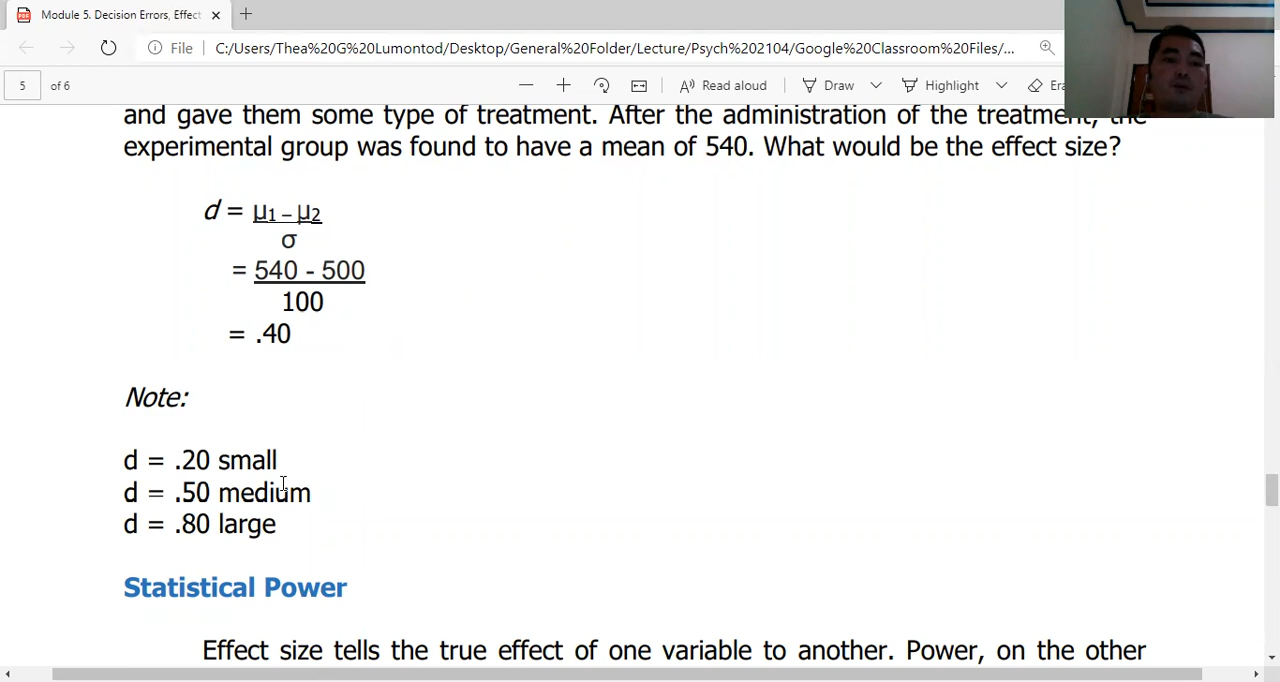 Module 5. Decision Errors, Effect
File
C:/Users/Thea%20G%20Lumontod/Desktop/General%20Folder/Lecture/Psych%202104/Google%20Classroom%20Files/...
5 of 6
Read aloud
Draw
Highlight
Era
and gave them some type of treatment. After the administration of the treatment, the
experimental group was found to have a mean of 540. What would be the effect size?
d = µ1 – µ2
σ
= 540 - 500
100
= .40
Note:
d = .20 small
d = .50 medium
d = .80 large
Statistical Power
Effect size tells the true effect of one variable to another. Power, on the other